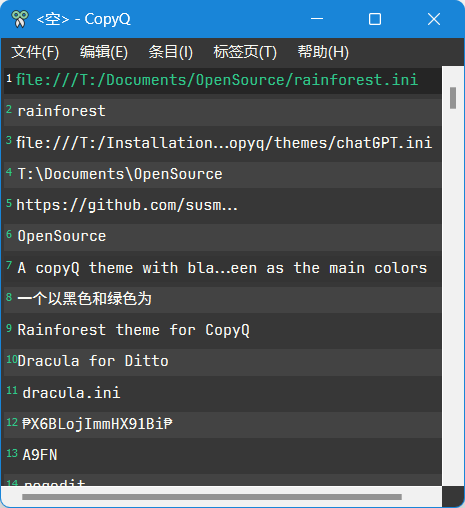 <空> - CopyQ
文件(F) 编辑(E) 条目(I) 标签页(T) 帮助(H)
1 file:///T:/Documents/OpenSource/rainforest.ini
2 rainforest
3 file:///T:/Installation...opyq/themes/chatGPT.ini
4 T:\Documents\OpenSource
5 https://github.com/susm...
6 OpenSource
7 A copyQ theme with bla...een as the main colors
8 一个以黑色和绿色为
9 Rainforest theme for CopyQ
10 Dracula for Ditto
11 dracula.ini
12 ₱X6BLojImmHX91Bi₱
13 A9FN
14 regedit